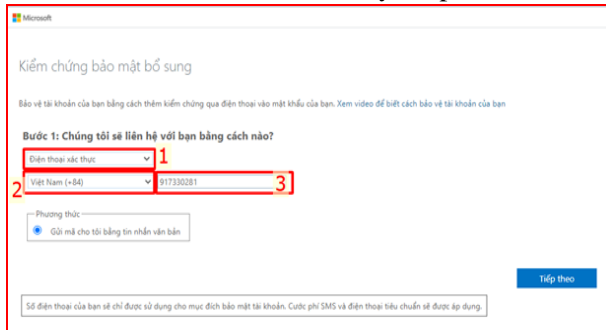 Microsoft
Kiểm chứng bảo mật bổ sung
Bảo vệ tài khoản của bạn bằng cách thêm kiểm chứng qua điện thoại vào mật khẩu của bạn. Xem video để biết cách bảo vệ tài khoản của bạn
Bước 1: Chúng tôi sẽ liên hệ với bạn bằng cách nào?
Điện thoại xác thực 1
2 Việt Nam (+84) 917330281 3
Phương thức
Gửi mã cho tôi bằng tin nhắn văn bản
Tiếp theo
Số điện thoại của bạn sẽ chỉ được sử dụng cho mục đích bảo mật tài khoản. Cước phí SMS và điện thoại tiêu chuẩn sẽ được áp dụng.